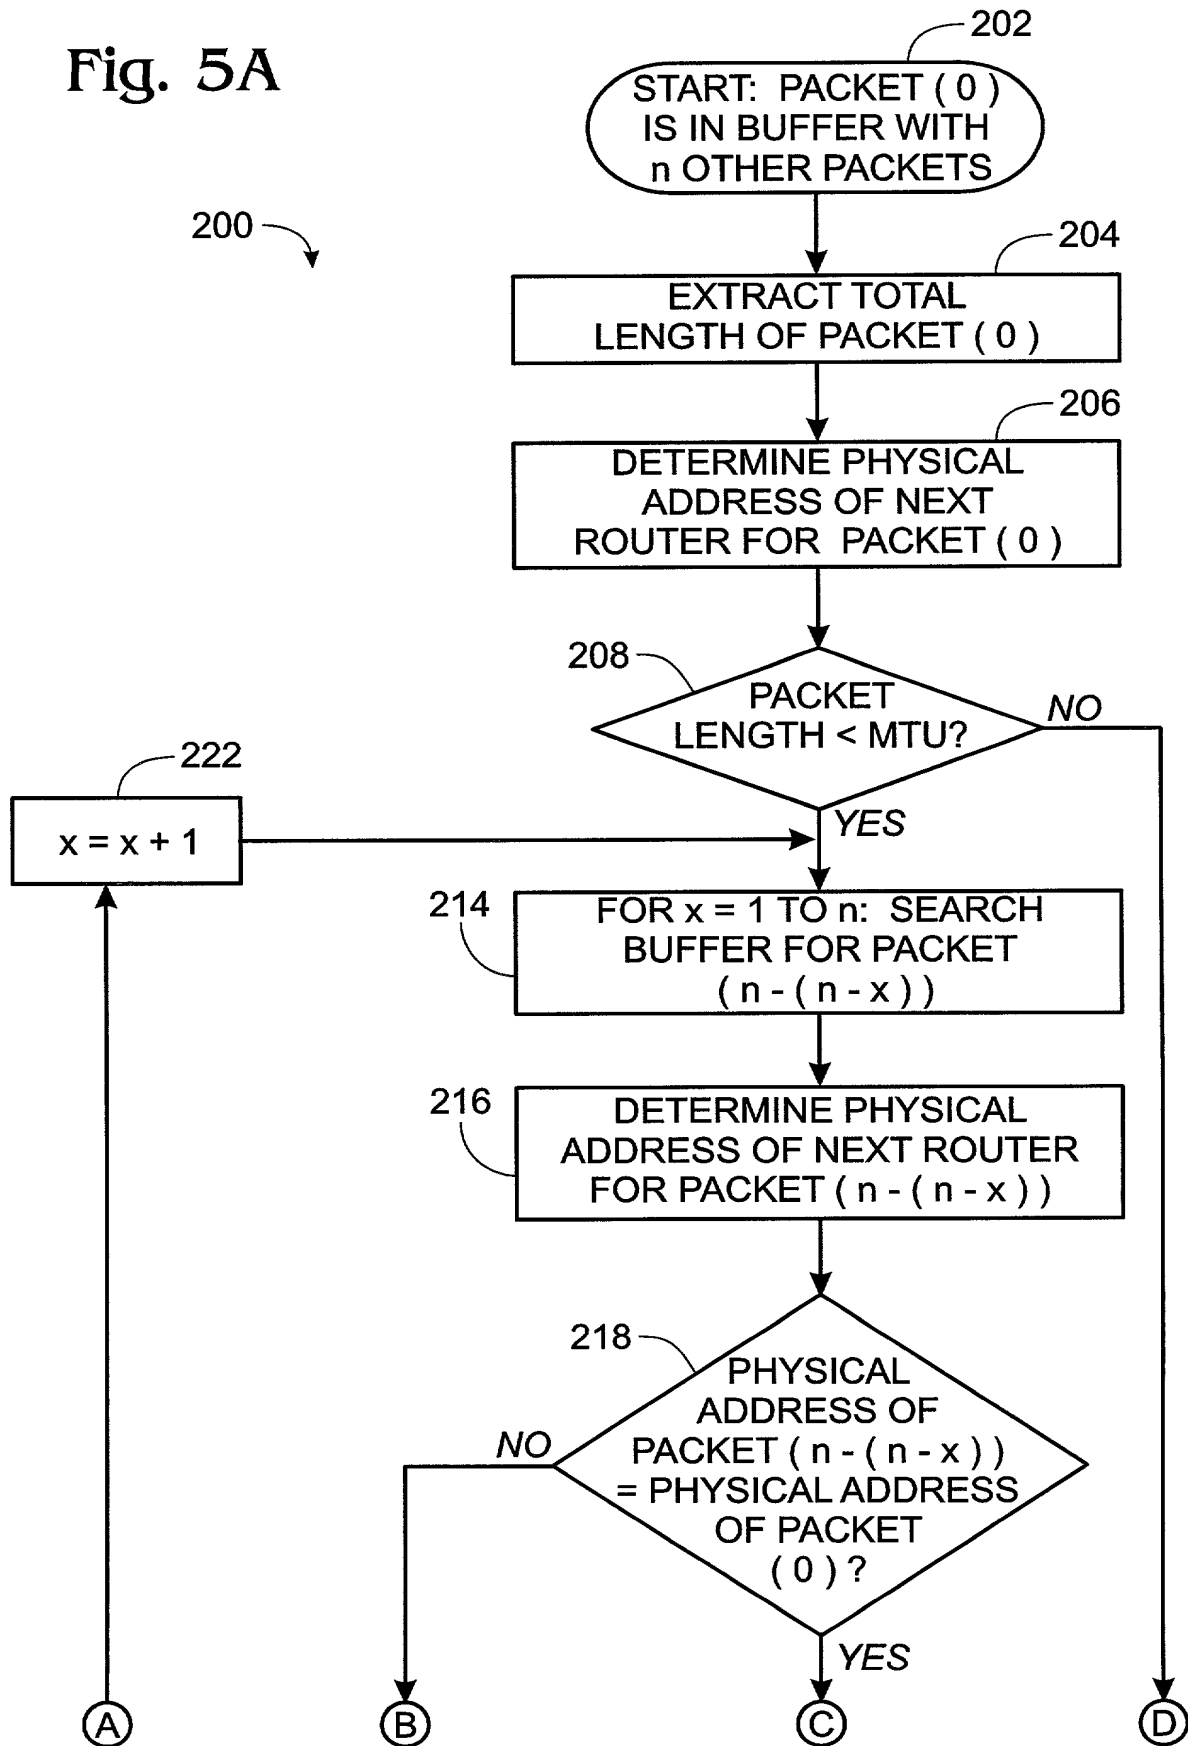 Fig. 5A
202
START: PACKET ( 0 )
IS IN BUFFER WITH
n OTHER PACKETS
200
204
EXTRACT TOTAL
LENGTH OF PACKET ( 0 )
206
DETERMINE PHYSICAL
ADDRESS OF NEXT
ROUTER FOR PACKET ( 0 )
208
PACKET
LENGTH < MTU?
NO
YES
222
x = x + 1
214
FOR x = 1 TO n: SEARCH
BUFFER FOR PACKET
( n - ( n - x ) )
216
DETERMINE PHYSICAL
ADDRESS OF NEXT ROUTER
FOR PACKET ( n - ( n - x ) )
218
PHYSICAL
ADDRESS OF
PACKET ( n - ( n - x ) )
= PHYSICAL ADDRESS
OF PACKET
( 0 ) ?
NO
YES
A
B
C
D